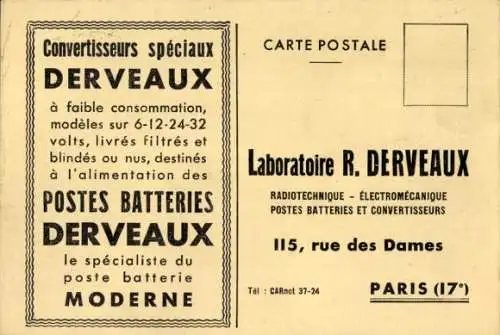 Convertisseurs spéciaux
DERVEAUX
à faible consommation,
modèles sur 6-12-24-32
volts, livrés filtrés et
blindés ou nus, destinés
à l'alimentation des
POSTES BATTERIES
DERVEAUX
le spécialiste du
poste batterie
MODERNE
CARTE POSTALE
Laboratoire R. DERVEAUX
RADIOTECHNIQUE - ÉLECTROMÉCANIQUE
POSTES BATTERIES ET CONVERTISSEURS
115, rue des Dames
Tél : CARnot 37-24
PARIS (17e)